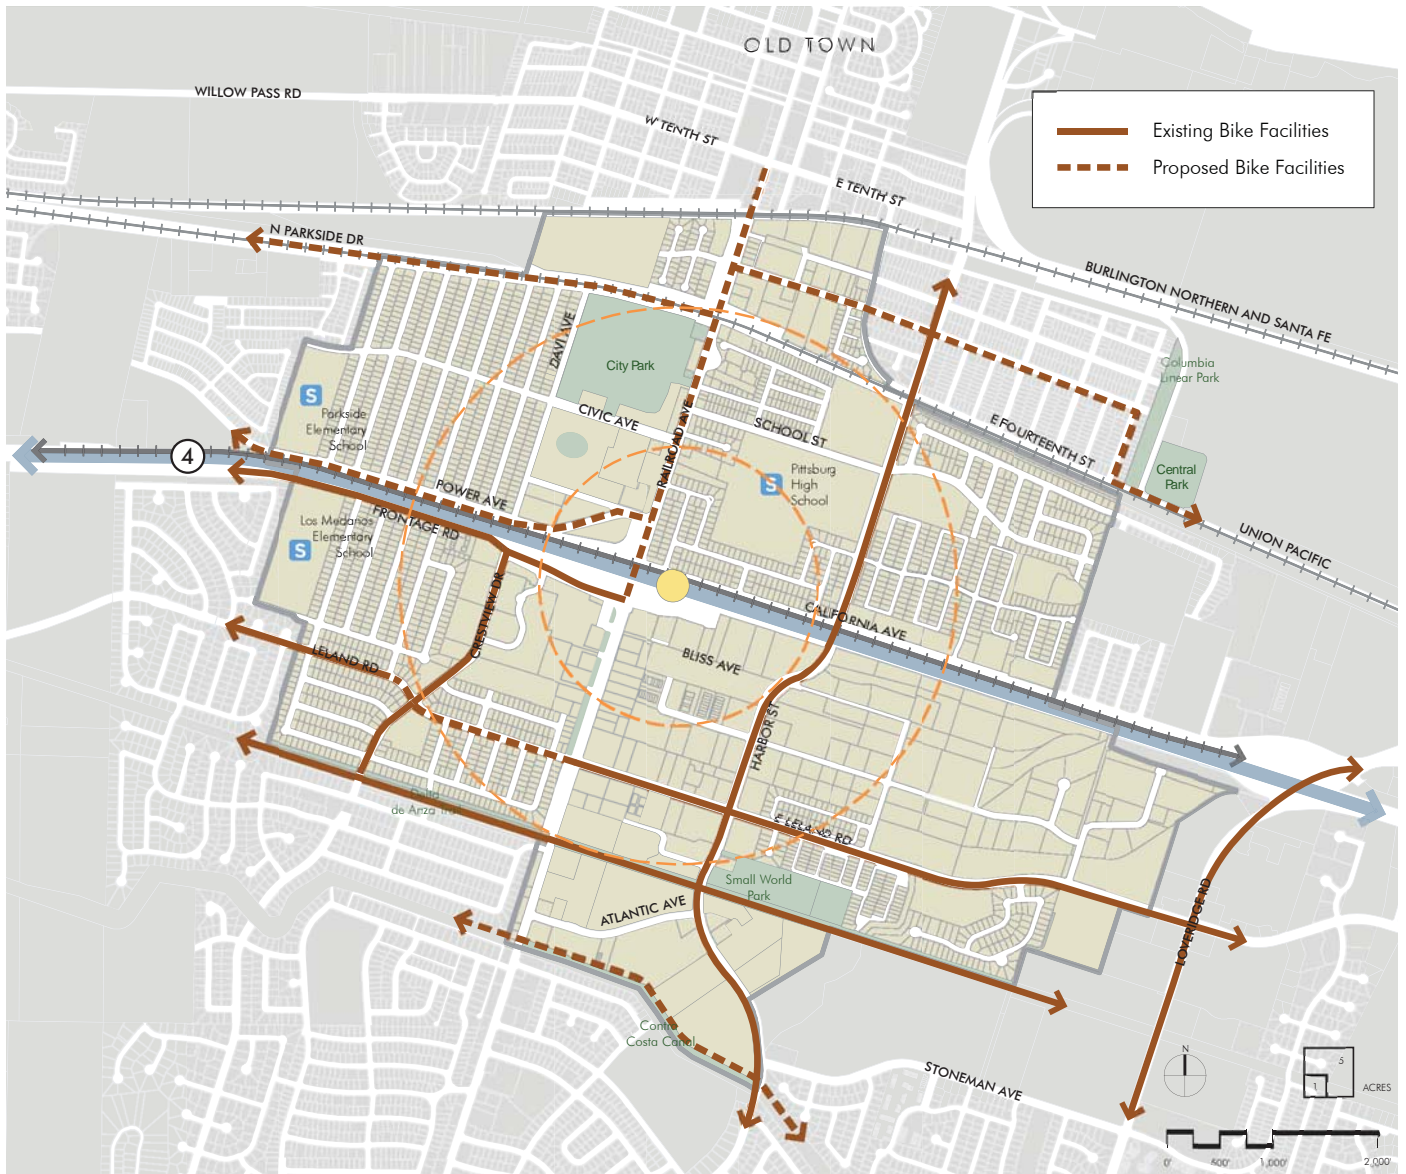 OLD TOWN
WILLOW PASS RD
W TENTH ST
Existing Bike Facilities
Proposed Bike Facilities
E TENTH ST
N PARKSIDE DR
BURLINGTON NORTHERN AND SANTA FE
DAVI AVE
City Park
Columbia
Linear Park
Parkside
Elementary
School
S
CIVIC AVE
RAILROAD AVE
SCHOOL ST
E FOURTEENTH ST
4
Pittsburg
High
School
S
Central
Park
POWER AVE
FRONTAGE RD
Los Medanos
Elementary
School
S
UNION PACIFIC
CRESTVIEW DR
CALIFORNIA AVE
LELAND RD
BLISS AVE
HARBOR ST
Delta
de Anza Trail
E LELAND RD
Small World
Park
ATLANTIC AVE
LOVERIDGE RD
Contra
Costa Canal
STONEMAN AVE
N
5
1
ACRES
0'
500'
1,000'
2,000'